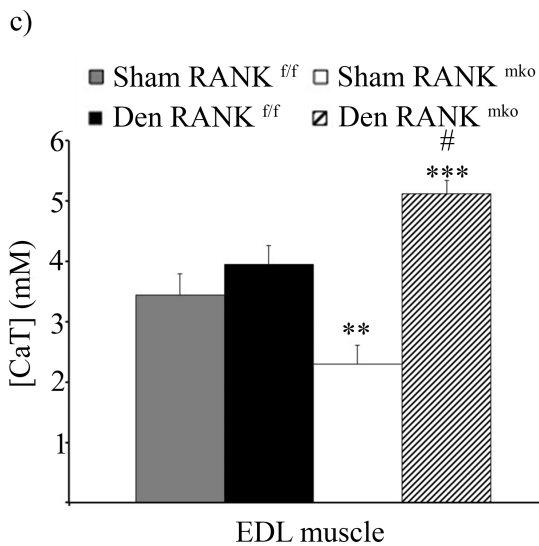 c)
Sham RANK f/f Sham RANK mko
Den RANK f/f Den RANK mko
6
#
***
5
4
3
**
2
1
[CaT] (mM)
EDL muscle